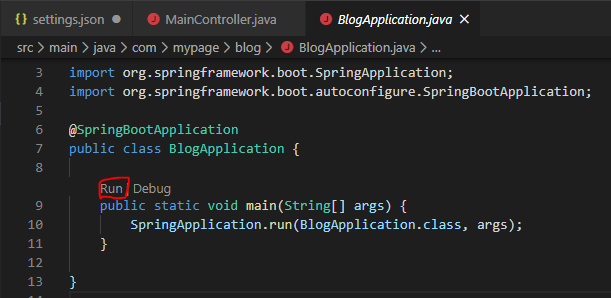 {} settings.json
J MainController.java
J BlogApplication.java ×
src > main > java > com > mypage > blog > J BlogApplication.java > ...
3 import org.springframework.boot.SpringApplication;
4 import org.springframework.boot.autoconfigure.SpringBootApplication;
5
6 @SpringBootApplication
7 public class BlogApplication {
8
Run | Debug
9 public static void main(String[] args) {
10 SpringApplication.run(BlogApplication.class, args);
11 }
12
13 }